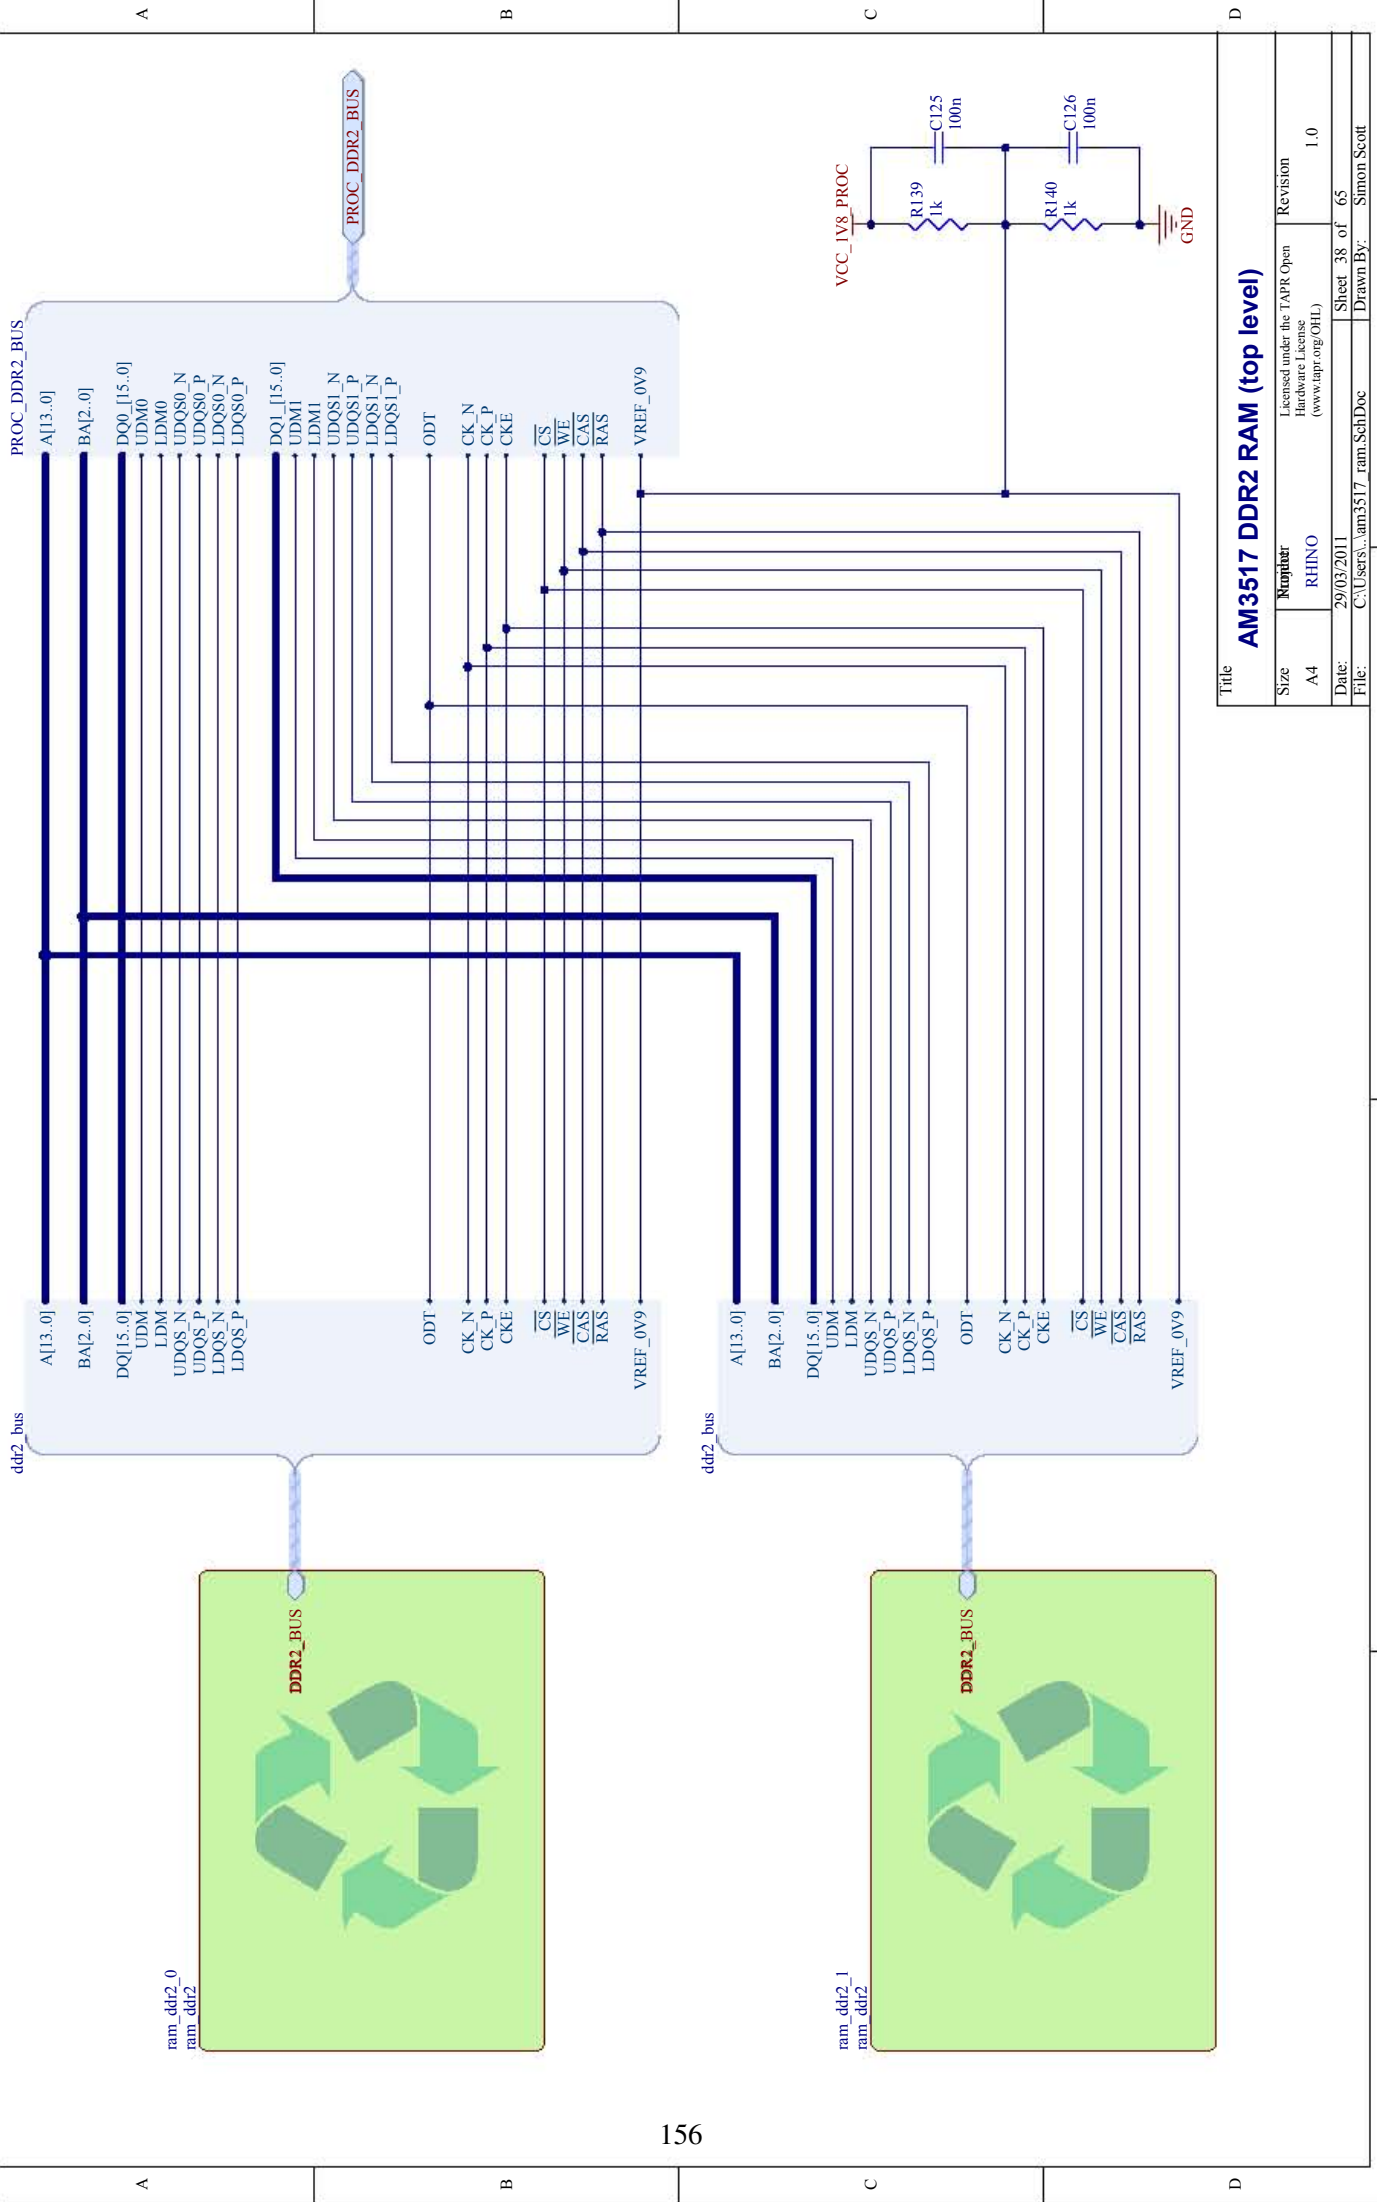 A
B
C
D
ram_ddr2_0
ram_ddr2
DDR2_BUS
ddr2_bus
A[13..0]
BA[2..0]
DQ[15..0]
UDM
LDM
UDQS_N
UDQS_P
LDQS_N
LDQS_P
ODT
CK_N
CK_P
CKE
CS
WE
CAS
RAS
VREF_0V9
PROC_DDR2_BUS
A[13..0]
BA[2..0]
DQ0_[15..0]
UDM0
LDM0
UDQS0_N
UDQS0_P
LDQS0_N
LDQS0_P
DQ1_[15..0]
UDM1
LDM1
UDQS1_N
UDQS1_P
LDQS1_N
LDQS1_P
ODT
CK_N
CK_P
CKE
CS
WE
CAS
RAS
VREF_0V9
PROC_DDR2_BUS
ram_ddr2_1
ram_ddr2
DDR2_BUS
ddr2_bus
A[13..0]
BA[2..0]
DQ[15..0]
UDM
LDM
UDQS_N
UDQS_P
LDQS_N
LDQS_P
ODT
CK_N
CK_P
CKE
CS
WE
CAS
RAS
VREF_0V9
VCC_1V8_PROC
R139
1k
C125
100n
R140
1k
C126
100n
GND
Title
AM3517 DDR2 RAM (top level)
Size
A4
RHINO
Licensed under the TAPR Open
Hardware License
(www.tapr.org/OHL)
Revision
1.0
Date: 29/03/2011
Sheet 38 of 65
File: C:\Users\..\am3517_ram.SchDoc
Drawn By: Simon Scott
A
B
C
D
156